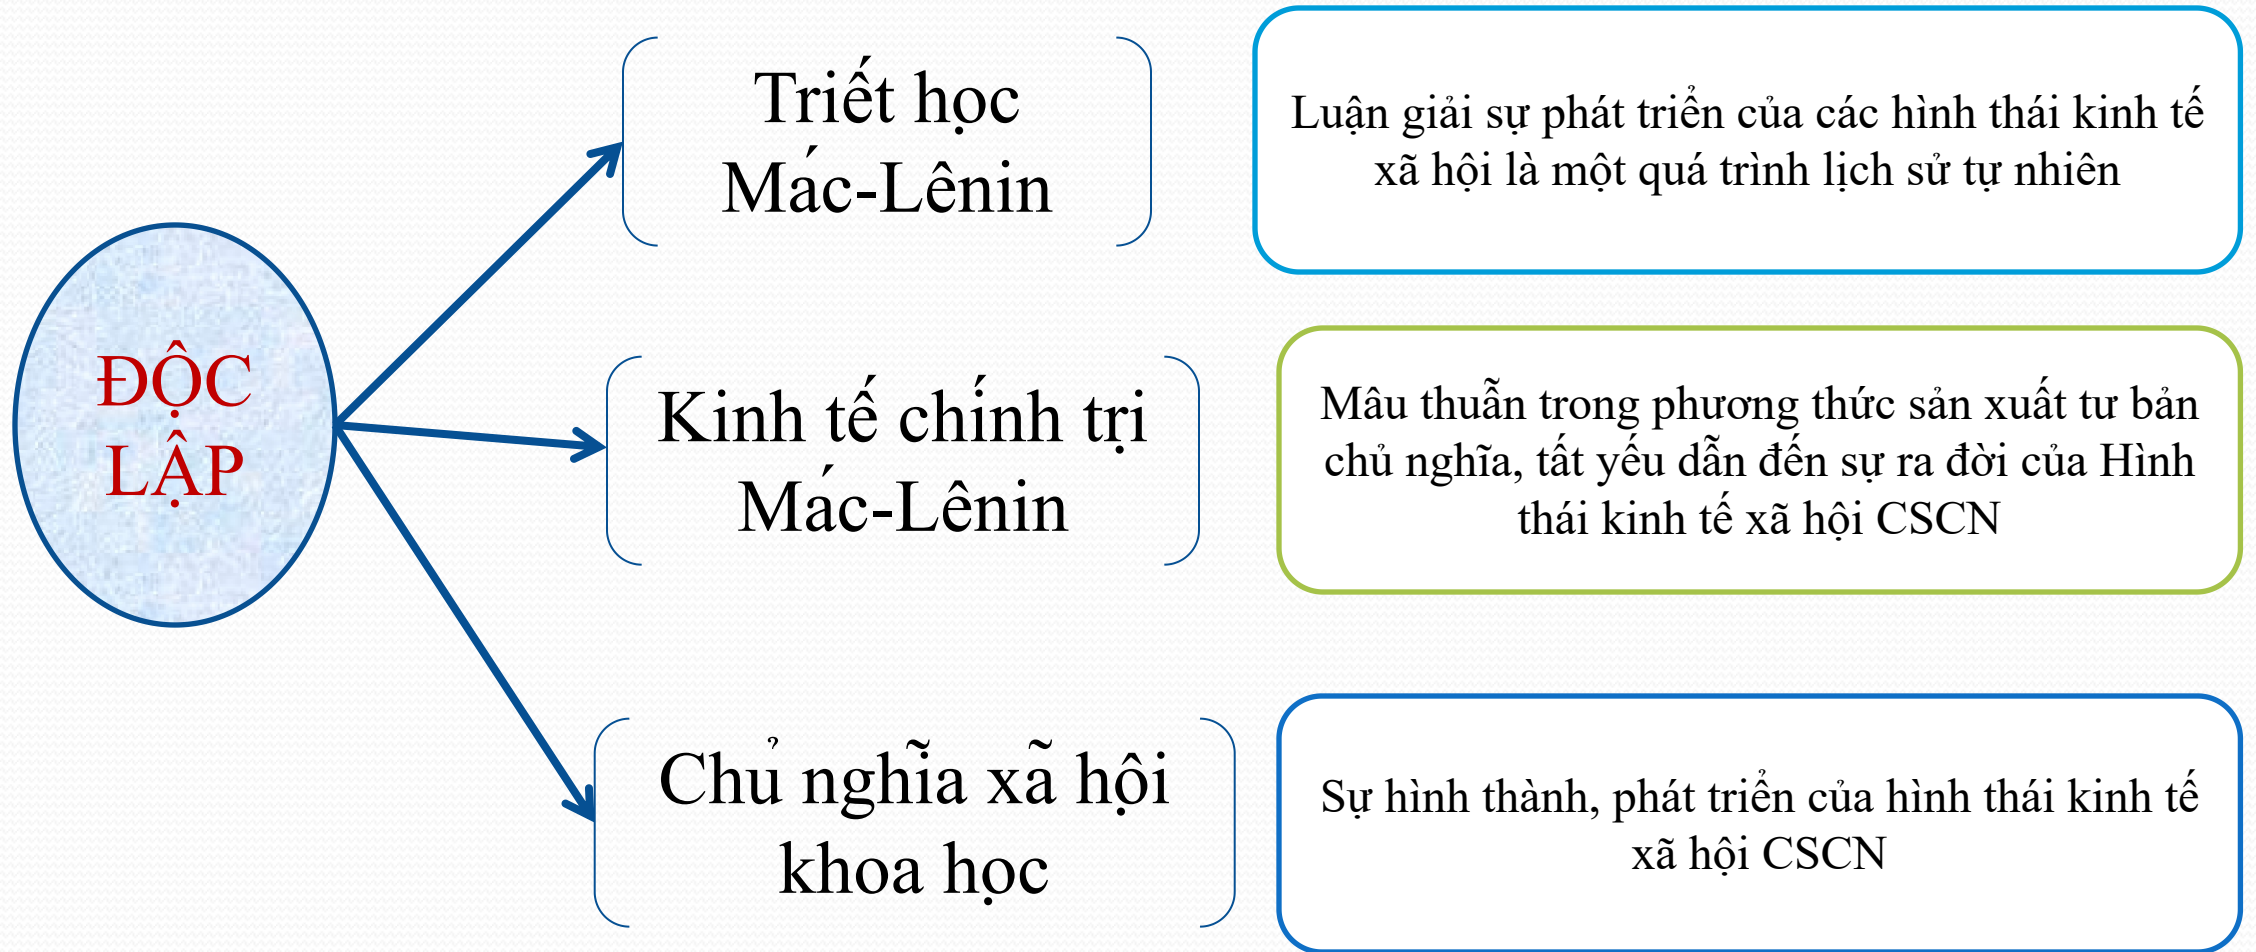 ĐỘC
LẬP
Triết học
Mác-Lênin
Luận giải sự phát triển của các hình thái kinh tế
xã hội là một quá trình lịch sử tự nhiên
Kinh tế chính trị
Mác-Lênin
Mâu thuẫn trong phương thức sản xuất tư bản
chủ nghĩa, tất yếu dẫn đến sự ra đời của Hình
thái kinh tế xã hội CSCN
Chủ nghĩa xã hội
khoa học
Sự hình thành, phát triển của hình thái kinh tế
xã hội CSCN